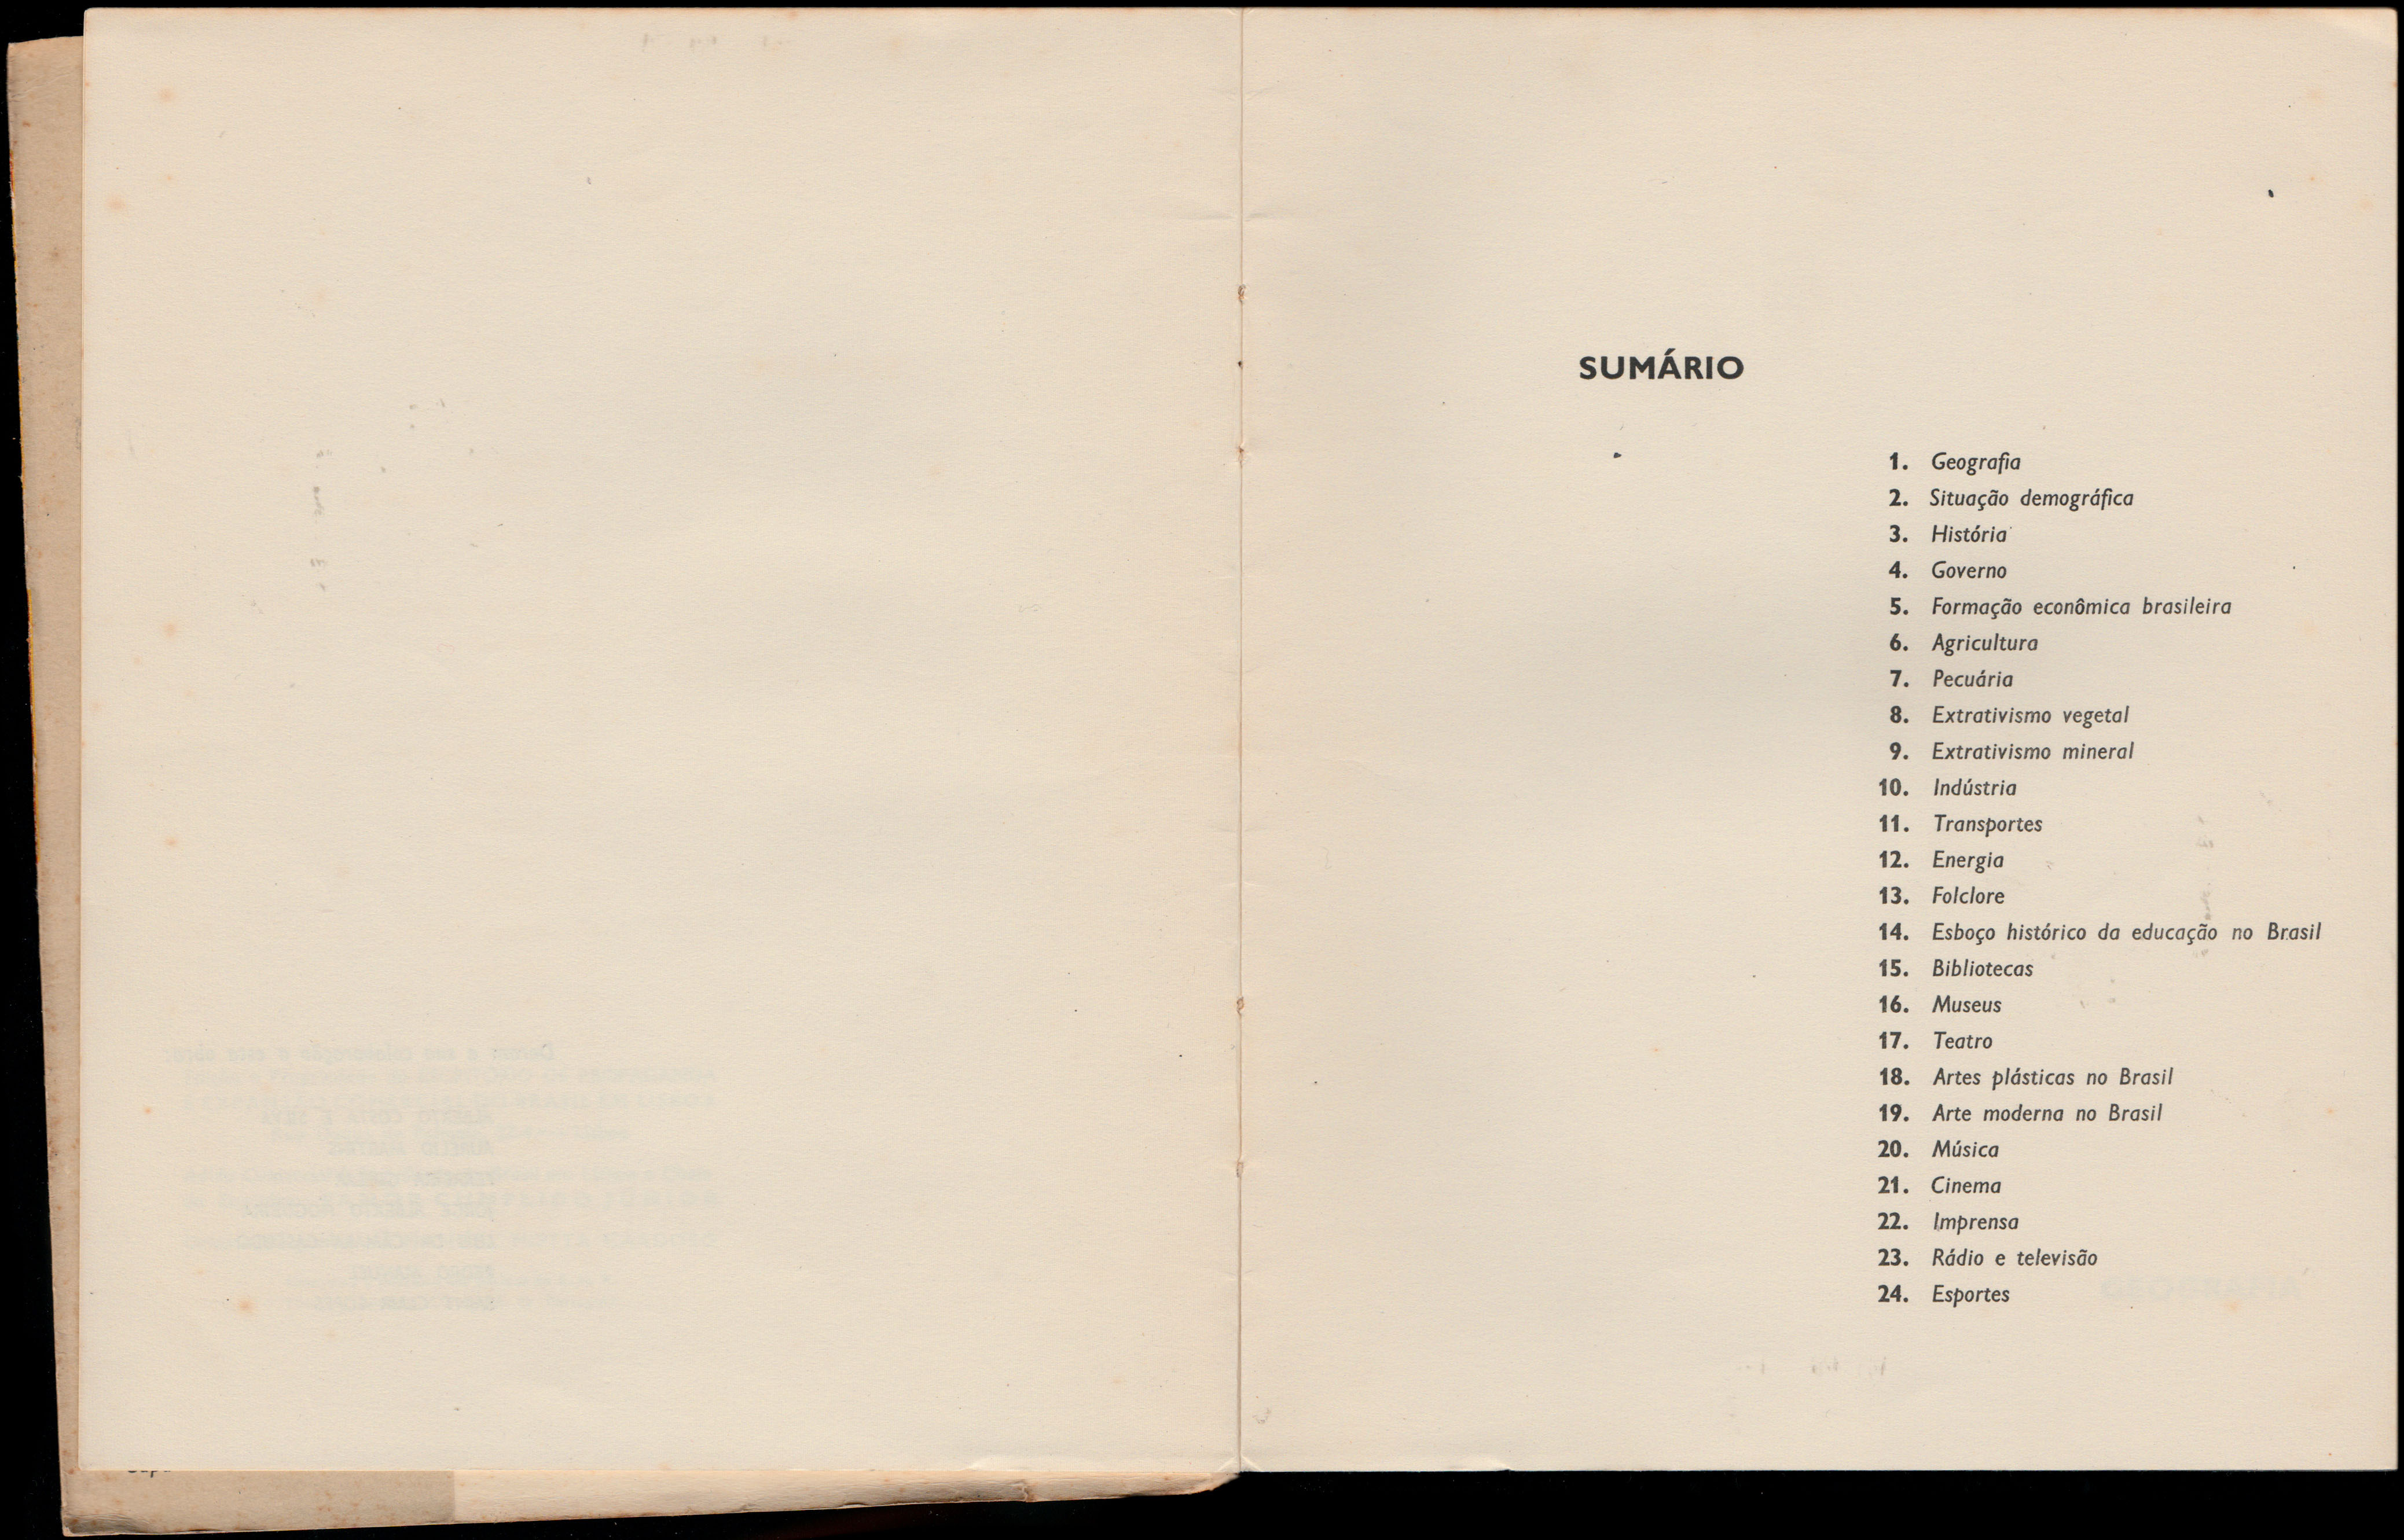 SUMÁRIO
1. Geografia
2. Situação demográfica
3. História
4. Governo
5. Formação econômica brasileira
6. Agricultura
7. Pecuária
8. Extrativismo vegetal
9. Extrativismo mineral
10. Indústria
11. Transportes
12. Energia
13. Folclore
14. Esboço histórico da educação no Brasil
15. Bibliotecas
16. Museus
17. Teatro
18. Artes plásticas no Brasil
19. Arte moderna no Brasil
20. Música
21. Cinema
22. Imprensa
23. Rádio e televisão
24. Esportes